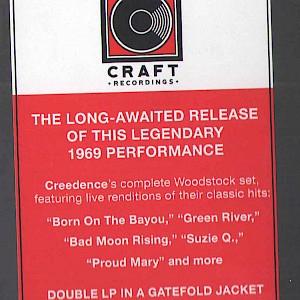 CRAFT
• RECORDINGS •
THE LONG-AWAITED RELEASE
OF THIS LEGENDARY
1969 PERFORMANCE
Creedence's complete Woodstock set,
featuring live renditions of their classic hits:
“Born On The Bayou,” “Green River,”
“Bad Moon Rising,” “Suzie Q.,”
“Proud Mary” and more
DOUBLE LP IN A GATEFOLD JACKET